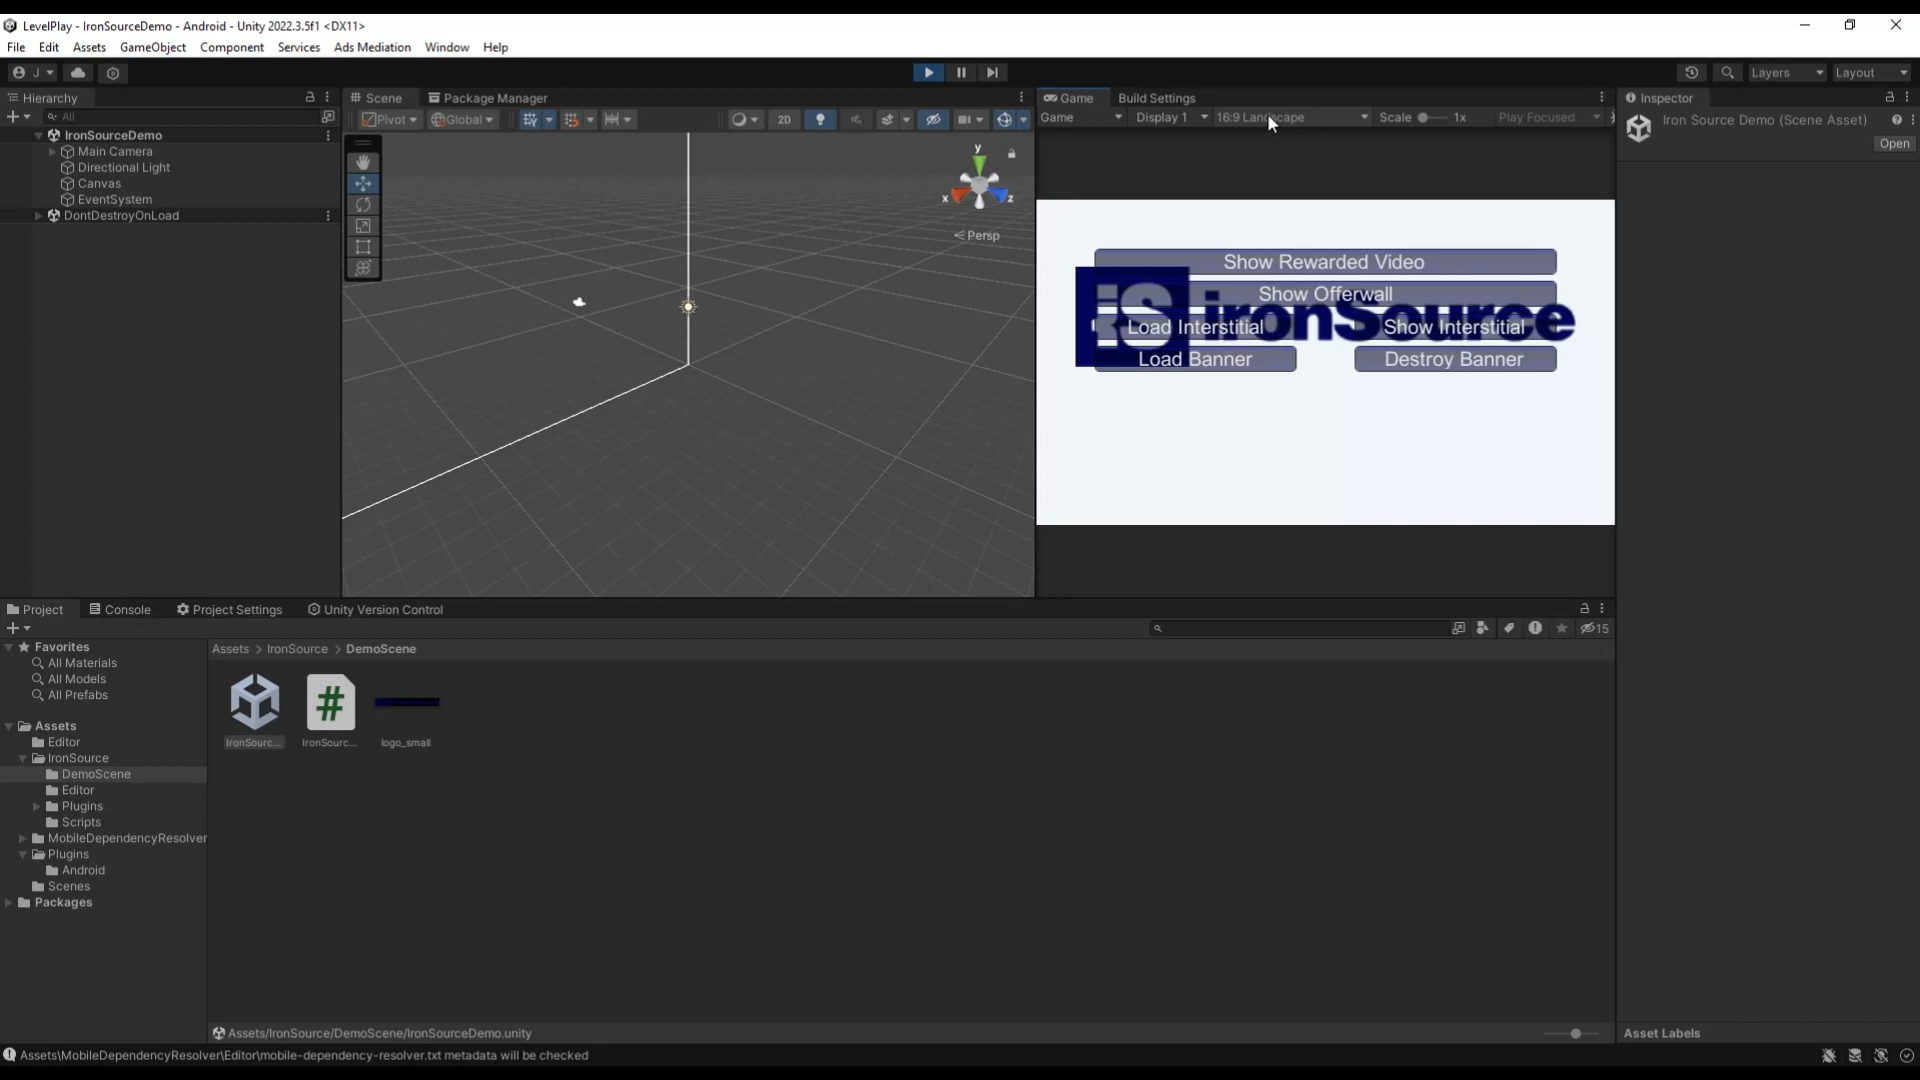 LevelPlay - IronSourceDemo - Android - Unity 2022.3.5f1 <DX11>
File Edit Assets GameObject Component Services Jobs Ads Mediation Window Help
J
Layers Layout
Hierarchy
All
IronSourceDemo
Main Camera
Directional Light
Canvas
EventSystem
DontDestroyOnLoad
Scene Package Manager
Pivot Global 2D
y
x z
Persp
Game Build Settings
Game Display 1 16:9 Landscape Scale 1x Play Focused
Show Rewarded Video
Show Offerwall
iS ironSource
Load Interstitial Show Interstitial
Load Banner Destroy Banner
Inspector
Iron Source Demo (Scene Asset)
Open
Project Console Project Settings Unity Version Control
15
Favorites
All Materials
All Models
All Prefabs
Assets
Editor
IronSource
DemoScene
Editor
Plugins
Scripts
MobileDependencyResolver
Plugins
Android
Scenes
Packages
Assets > IronSource > DemoScene
IronSourc... IronSourc... logo_small
Assets/IronSource/DemoScene/IronSourceDemo.unity
Asset Labels
Assets\MobileDependencyResolver\Editor\mobile-dependency-resolver.txt metadata will be checked